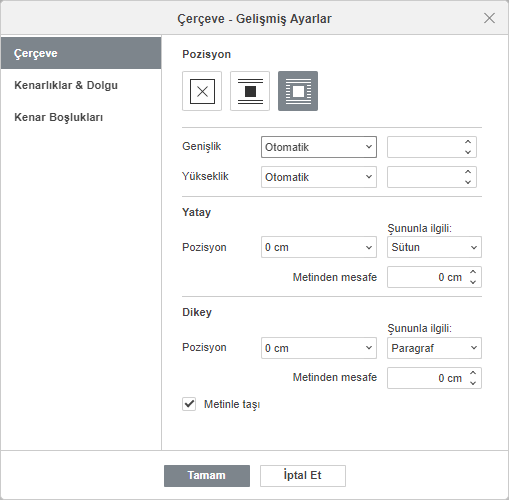 Çerçeve - Gelişmiş Ayarlar
Çerçeve
Kenarlıklar & Dolgu
Kenar Boşlukları
Pozisyon
Genişlik Otomatik
Yükseklik Otomatik
Yatay
Şununla ilgili:
Pozisyon 0 cm Sütun
Metinden mesafe 0 cm
Dikey
Şununla ilgili:
Pozisyon 0 cm Paragraf
Metinden mesafe 0 cm
Metinle taşı
Tamam İptal Et